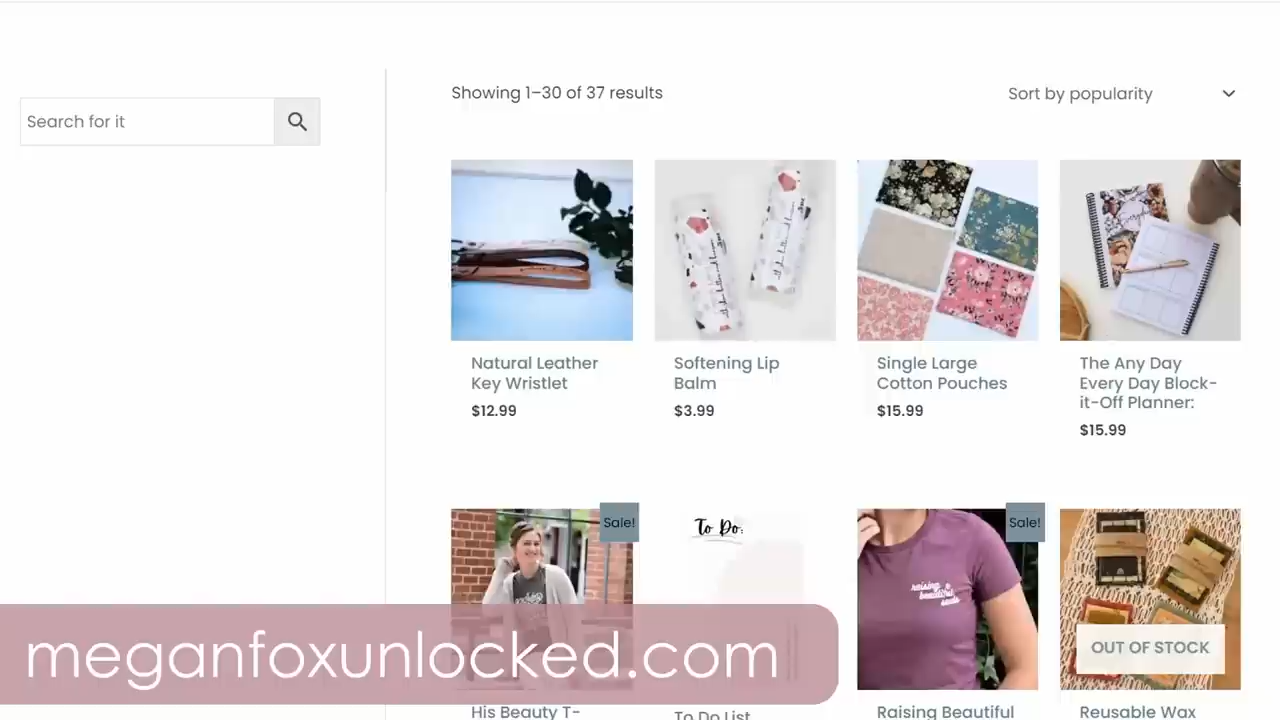 Showing 1–30 of 37 results
Sort by popularity
Search for it
Natural Leather
Key Wristlet
$12.99
Softening Lip
Balm
$3.99
Single Large
Cotton Pouches
$15.99
The Any Day
Every Day Block-
it-Off Planner:
$15.99
Sale!
To Do:
Sale!
raising
beautiful
souls
OUT OF STOCK
meganfoxunlocked.com
His Beauty T-
To Do List
Raising Beautiful
Reusable Wax